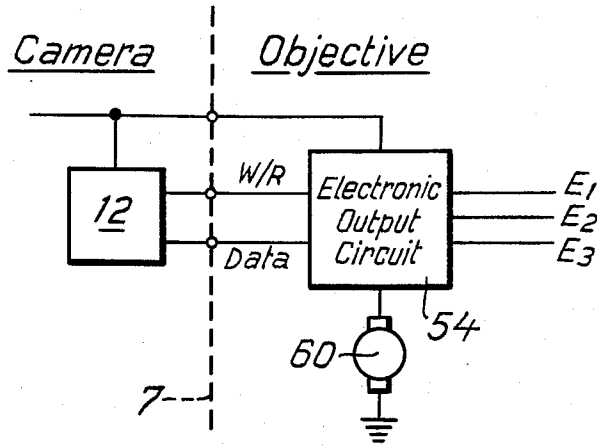 Camera
Objective
12
W/R
Data
Electronic
Output
Circuit
E1
E2
E3
54
60
7